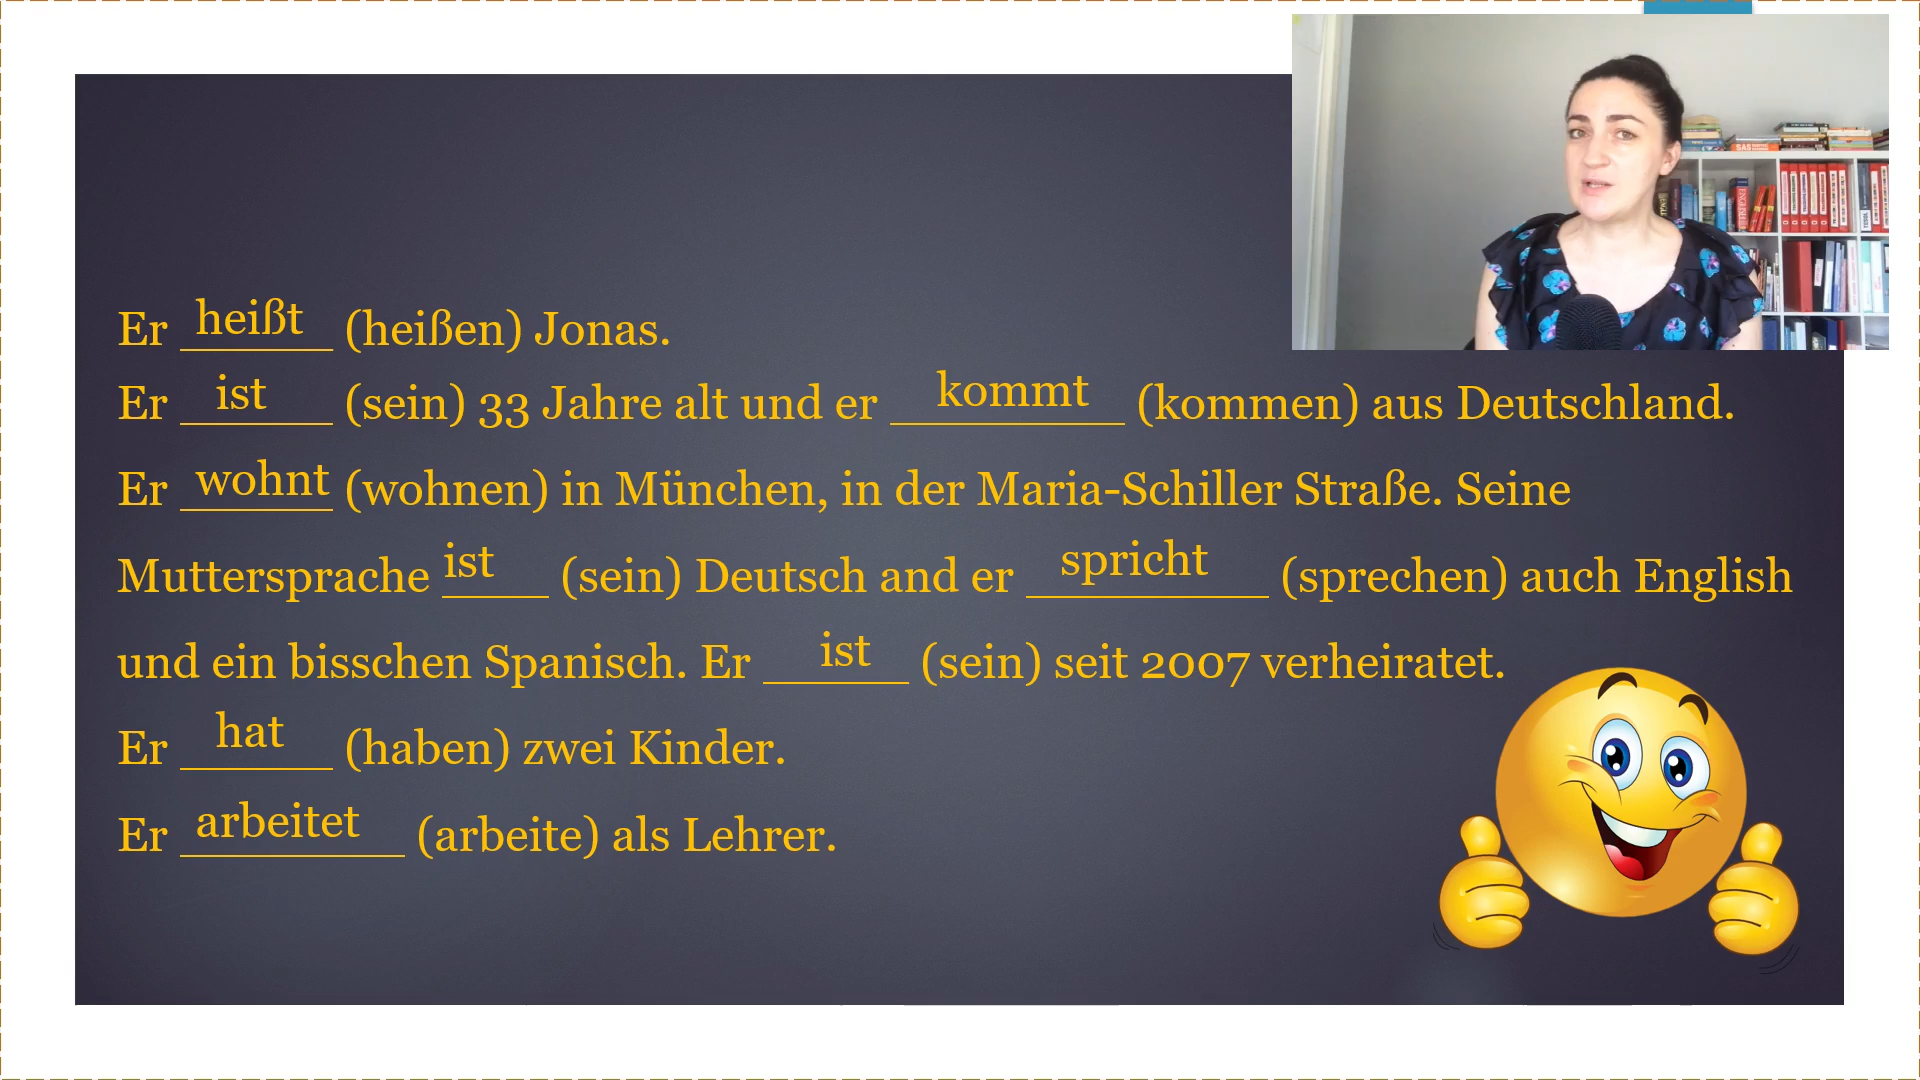 Er heißt (heißen) Jonas.
Er ist (sein) 33 Jahre alt und er kommt (kommen) aus Deutschland.
Er wohnt (wohnen) in München, in der Maria-Schiller Straße. Seine
Muttersprache ist (sein) Deutsch and er spricht (sprechen) auch English
und ein bisschen Spanisch. Er ist (sein) seit 2007 verheiratet.
Er hat (haben) zwei Kinder.
Er arbeitet (arbeite) als Lehrer.
SAS
ENGLISH